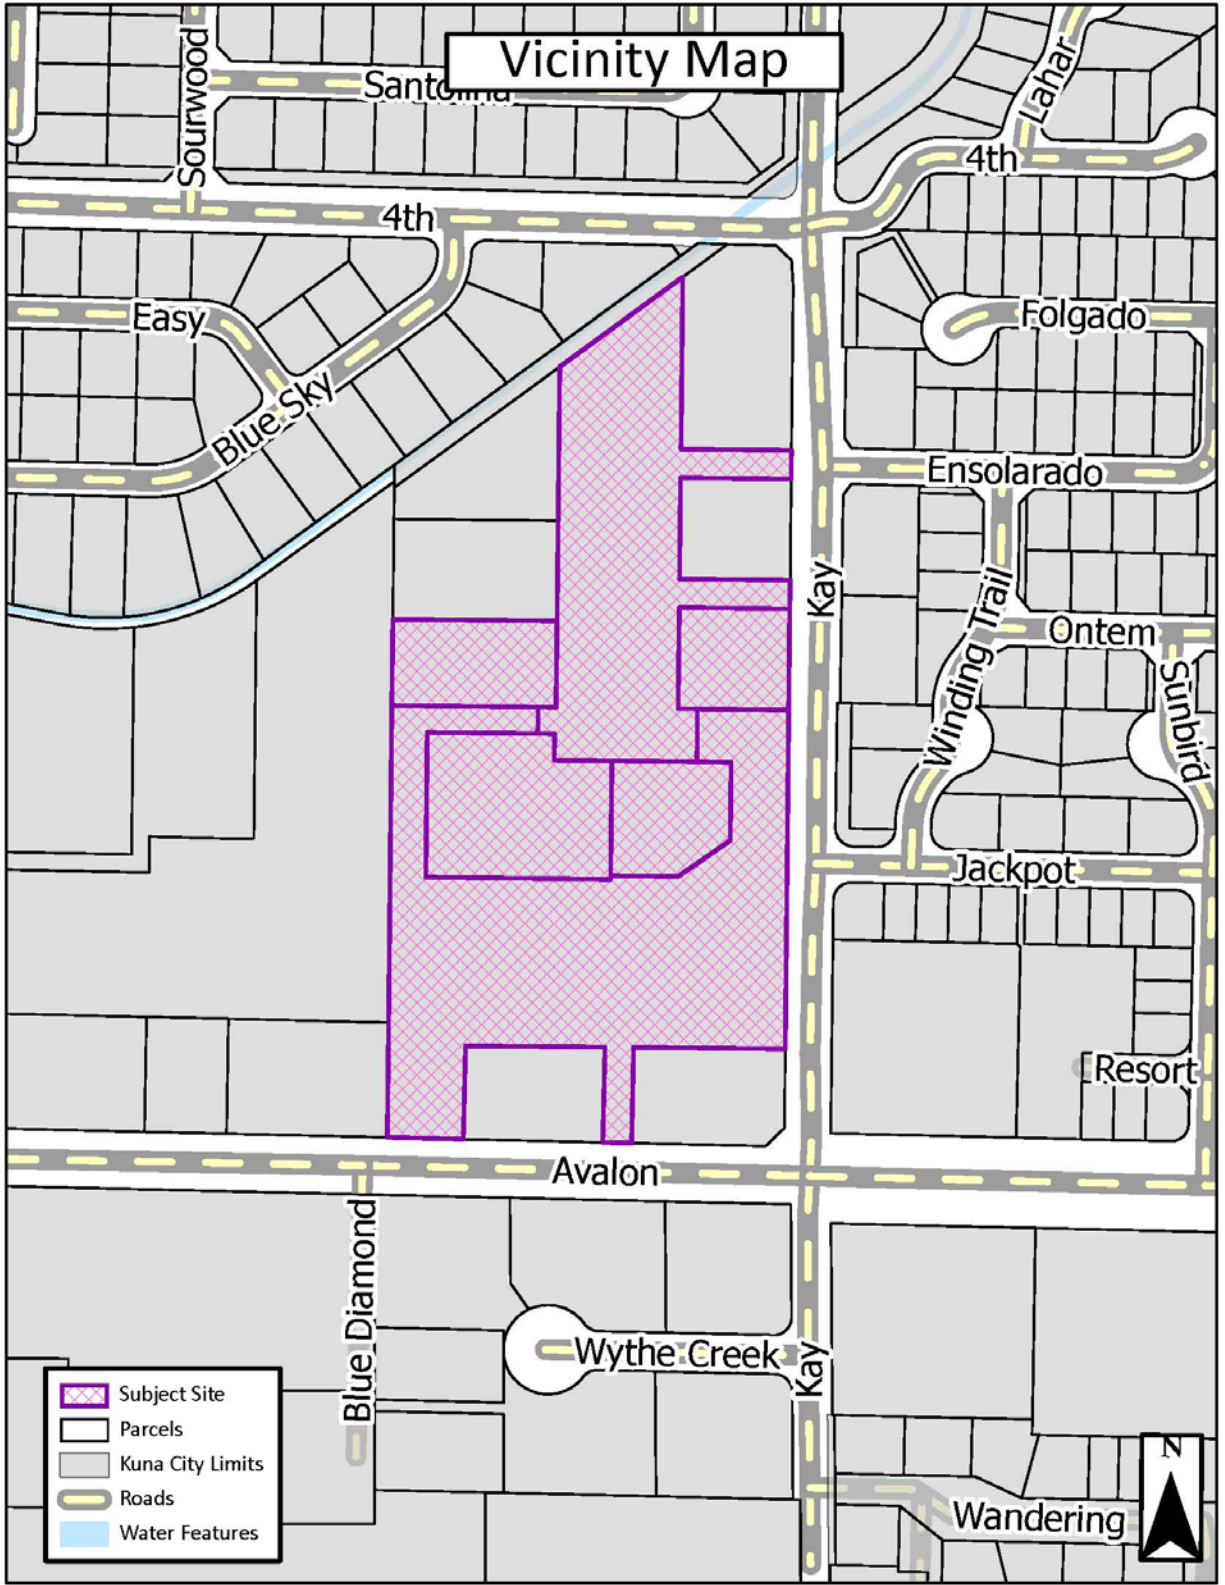 Vicinity Map
Sourwood
Santolina
Lahar
4th
4th
Easy
Folgado
Blue Sky
Ensolarado
Kay
Winding Trail
Ontem
Sunbird
Jackpot
Resort
Avalon
Blue Diamond
Wythe Creek
Kay
Wandering
Subject Site
Parcels
Kuna City Limits
Roads
Water Features
N